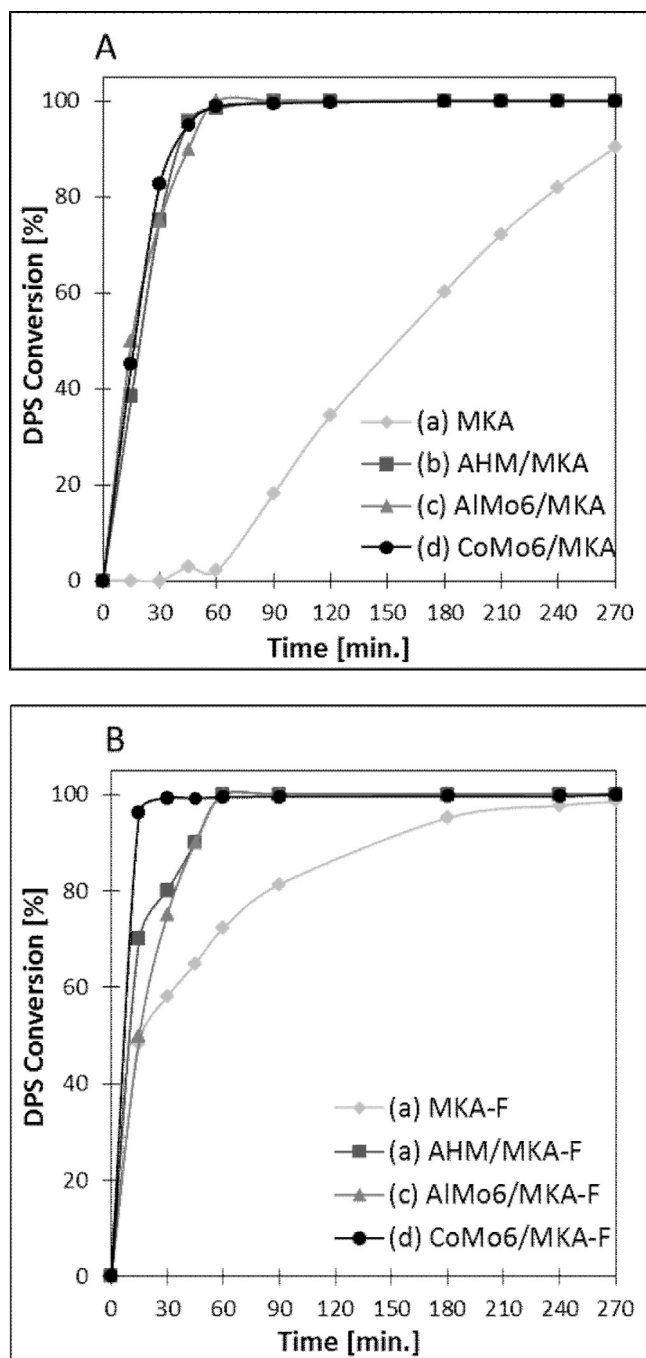 A
100
80
60
40
20
0
DPS Conversion [%]
(a) MKA
(b) AHM/MKA
(c) AlMo6/MKA
(d) CoMo6/MKA
0 30 60 90 120 150 180 210 240 270
Time [min.]
B
100
80
60
40
20
0
DPS Conversion [%]
(a) MKA-F
(a) AHM/MKA-F
(c) AlMo6/MKA-F
(d) CoMo6/MKA-F
0 30 60 90 120 150 180 210 240 270
Time [min.]